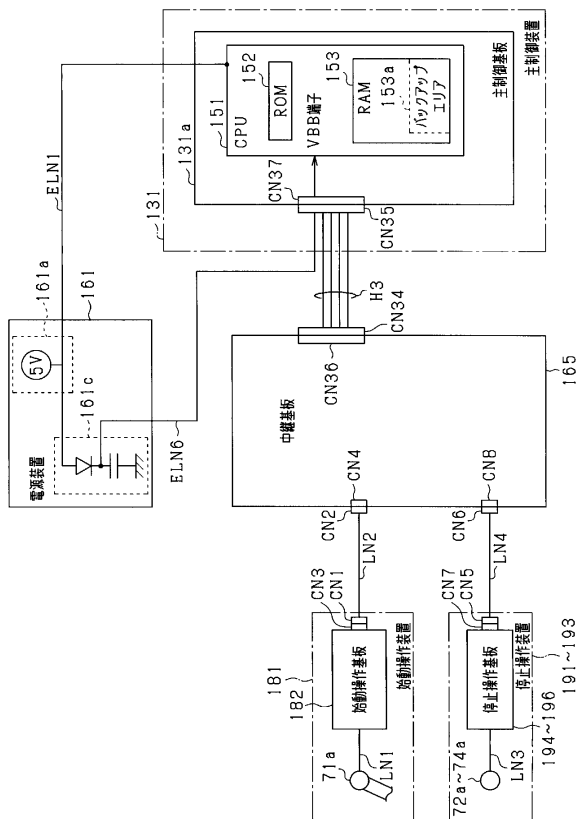 電源装置
161c
161a
161
5V
ELN1
ELN6
131
131a
151
CPU
152
ROM
VBB端子
153
RAM
153a
バックアップ
エリア
主制御基板
主制御装置
CN37
CN35
H3
CN34
CN36
中継基板
165
CN4
CN2
CN8
CN6
LN2
LN4
181
182
CN3
CN1
始動操作基板
始動操作装置
71a
LN1
CN7
CN5
停止操作基板
停止操作装置
191~193
194~196
72a~74a
LN3